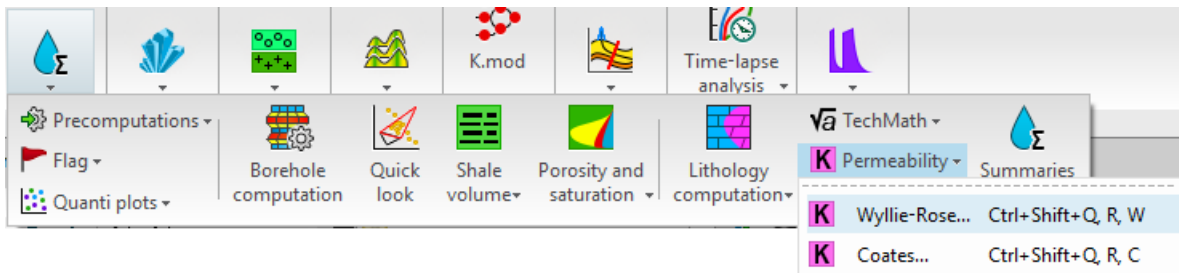 Σ
K.mod
Time-lapse
analysis
Precomputations
Flag
Quanti plots
Borehole
computation
Quick
look
Shale
volume
Porosity and
saturation
Lithology
computation
√a TechMath
K Permeability
Σ
Summaries
K Wyllie-Rose... Ctrl+Shift+Q, R, W
K Coates... Ctrl+Shift+Q, R, C